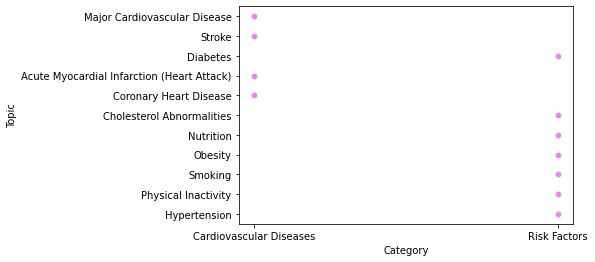 Major Cardiovascular Disease
Stroke
Diabetes
Acute Myocardial Infarction (Heart Attack)
Coronary Heart Disease
Cholesterol Abnormalities
Nutrition
Obesity
Smoking
Physical Inactivity
Hypertension
Topic
Cardiovascular Diseases
Risk Factors
Category